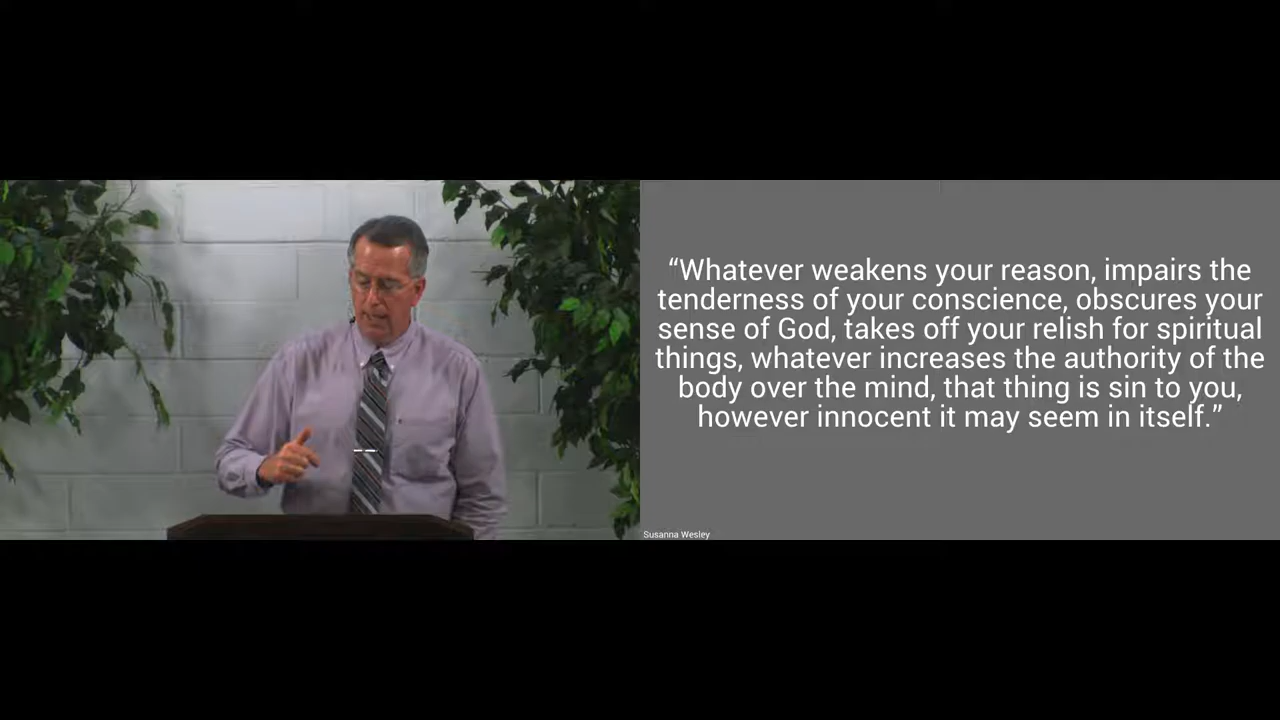 “Whatever weakens your reason, impairs the
tenderness of your conscience, obscures your
sense of God, takes off your relish for spiritual
things, whatever increases the authority of the
body over the mind, that thing is sin to you,
however innocent it may seem in itself.”
Susanna Wesley